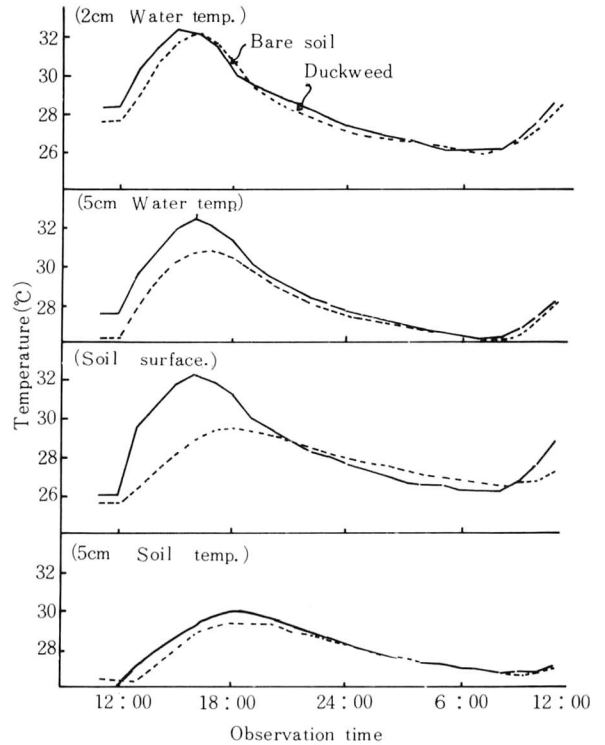 (2cm Water temp.)
32
30
28
26
Bare soil
Duckweed
(5cm Water temp)
32
30
28
(Soil surface.)
32
30
28
26
(5cm Soil temp.)
32
30
28
Temperature(℃)
12:00 18:00 24:00 6:00 12:00
Observation time